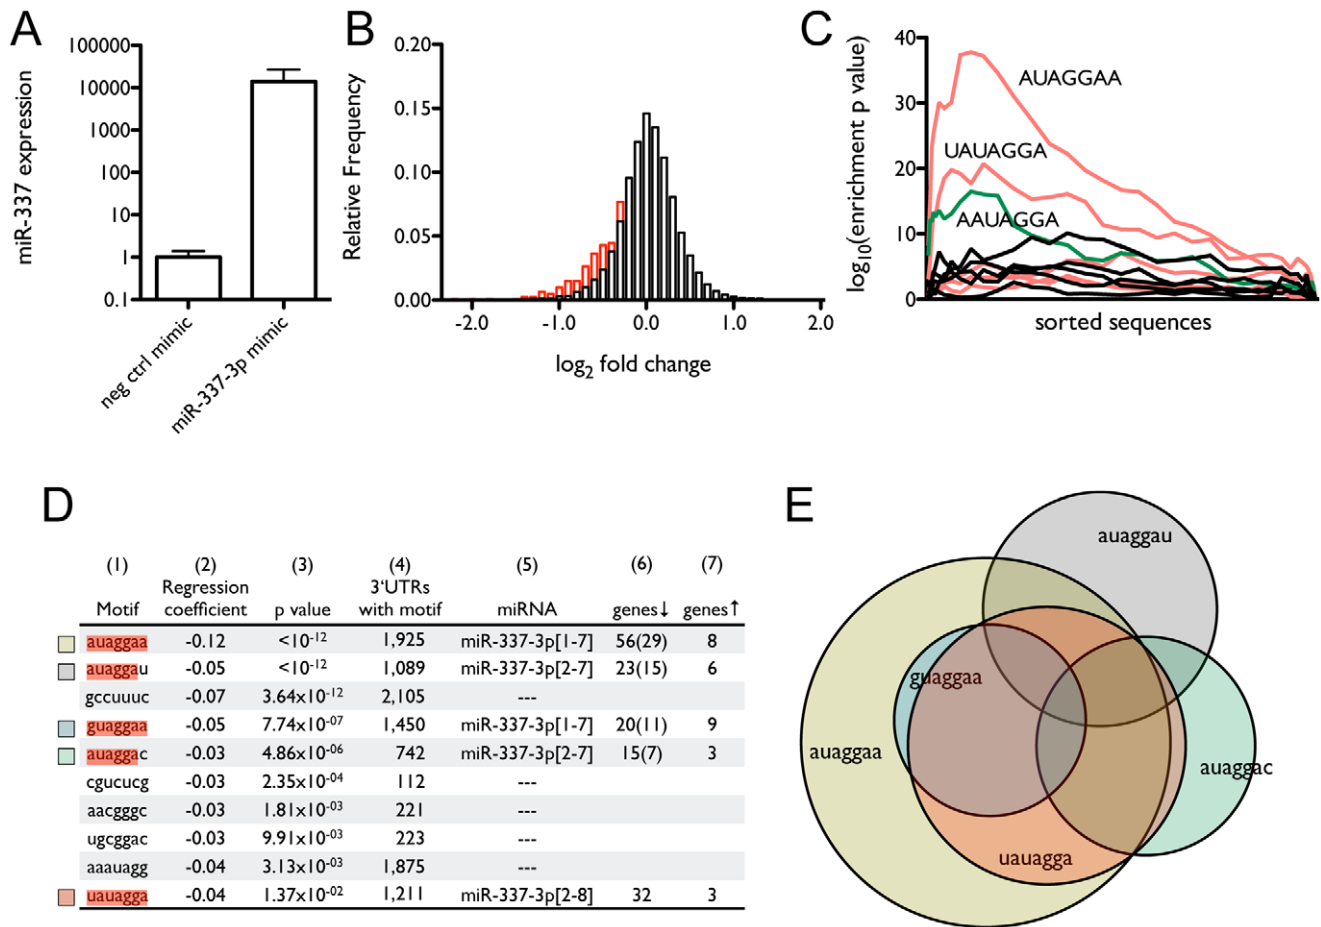 A
miR-337 expression
100000
10000
1000
100
10
1
0.1
neg ctrl mimic
miR-337-3p mimic
B
Relative Frequency
0.20
0.15
0.10
0.05
0.00
-2.0 -1.0 0.0 1.0 2.0
log2 fold change
C
log10(enrichment p value)
40
30
20
10
0
AUAGGAA
UAUAGGA
AAUAGGA
sorted sequences
D
(1) (2) (3) (4) (5) (6) (7)
Regression 3'UTRs
Motif coefficient p value with motif miRNA genes↓ genes↑
auaggaa -0.12 <10-12 1,925 miR-337-3p[1-7] 56(29) 8
auaggau -0.05 <10-12 1,089 miR-337-3p[2-7] 23(15) 6
gccuuuc -0.07 3.64x10-12 2,105 ---
guaggaa -0.05 7.74x10-07 1,450 miR-337-3p[1-7] 20(11) 9
auaggac -0.03 4.86x10-06 742 miR-337-3p[2-7] 15(7) 3
cgucucg -0.03 2.35x10-04 112 ---
aacgggc -0.03 1.81x10-03 221 ---
ugcggac -0.03 9.91x10-03 223 ---
aaauagg -0.04 3.13x10-03 1,875 ---
uauagga -0.04 1.37x10-02 1,211 miR-337-3p[2-8] 32 3
E
auaggau
guaggaa
auaggaa
auaggac
uauagga